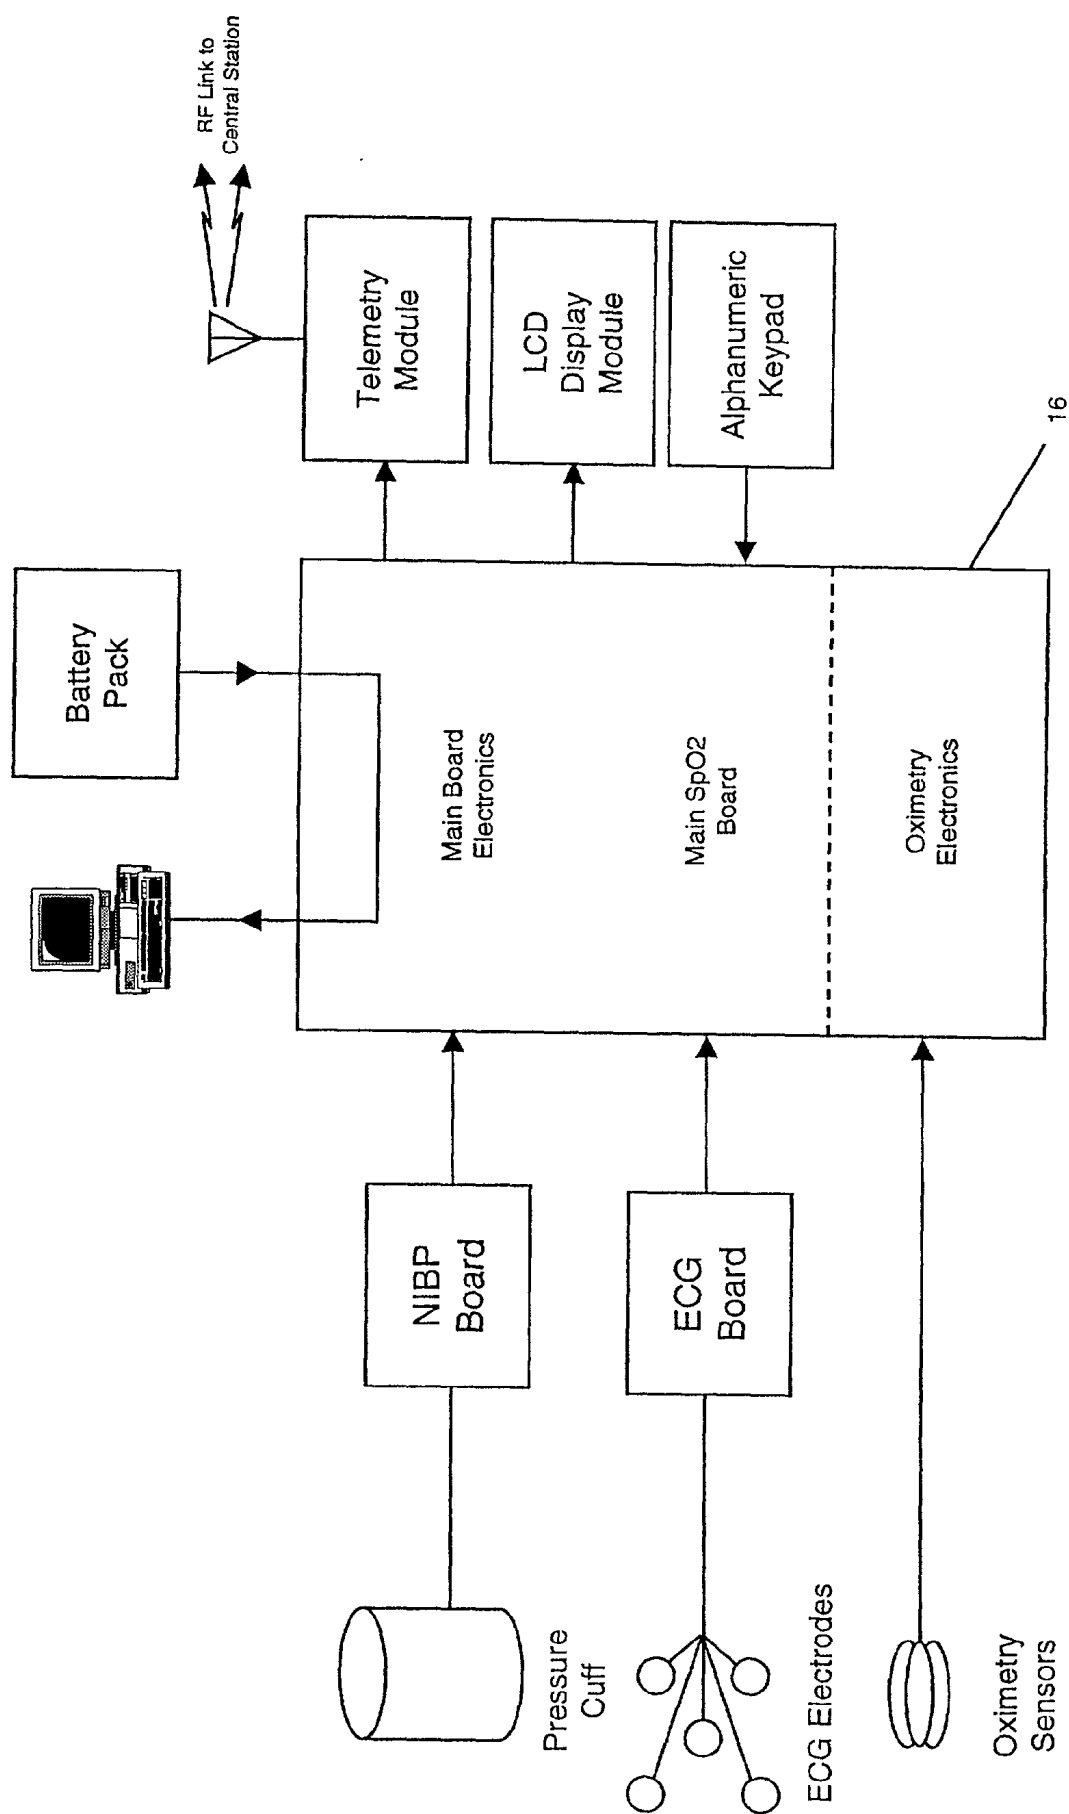 RF Link to
Central Station
Battery
Pack
Telemetry
Module
LCD
Display
Module
Alphanumeric
Keypad
Main Board
Electronics
Main SpO2
Board
Oximetry
Electronics
16
NIBP
Board
ECG
Board
Pressure
Cuff
ECG Electrodes
Oximetry
Sensors